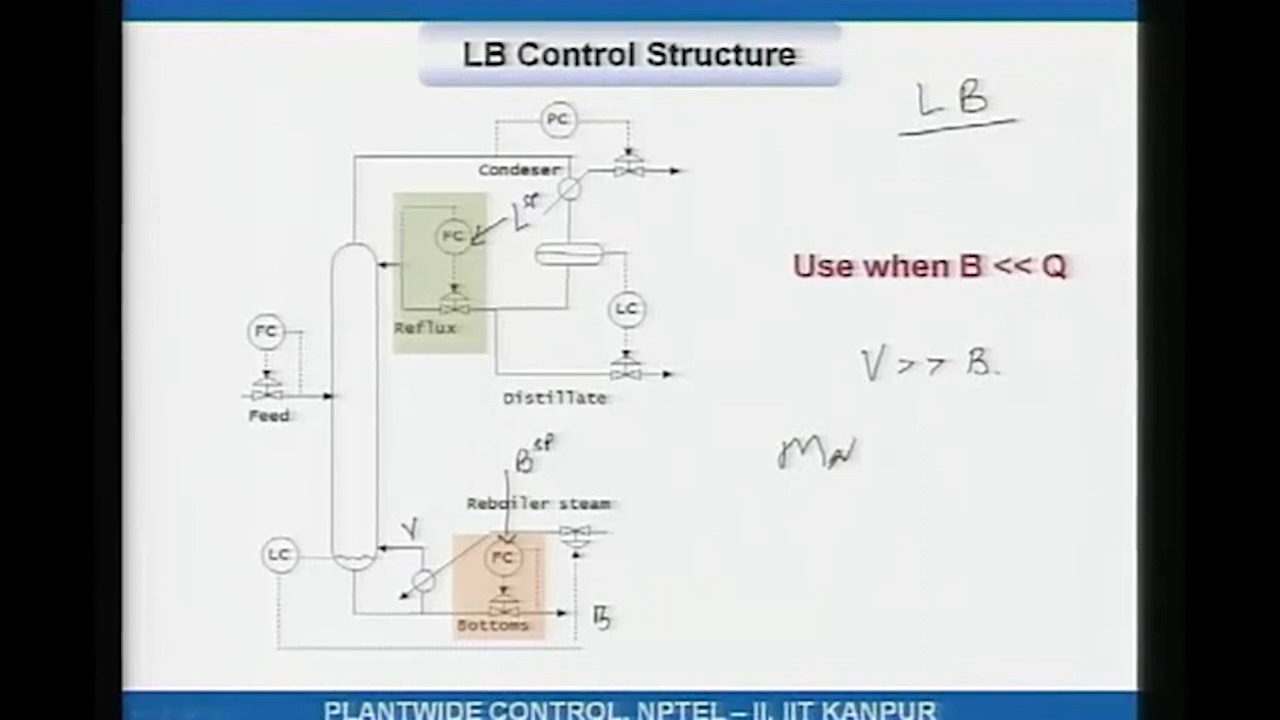 LB Control Structure
L B
PC
Condeser
L^SP
FC
Use when B << Q
LC
Reflux
FC
V >> B.
Feed
Distillate
B^SP
Reboiler steam
V
LC
FC
B
Bottoms
PLANTWIDE CONTROL, NPTEL – II, IIT KANPUR